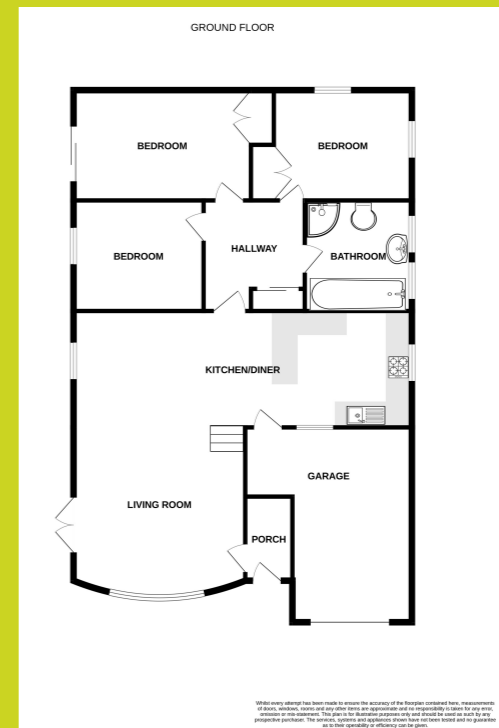 GROUND FLOOR
BEDROOM
BEDROOM
BEDROOM
HALLWAY
BATHROOM
KITCHEN/DINER
GARAGE
LIVING ROOM
PORCH
Whilst every attempt has been made to ensure the accuracy of the floorplan contained here, measurements
of doors, windows, rooms and any other items are approximate and no responsibility is taken for any error,
omission or mis-statement. This plan is for illustrative purposes only and should be used as such by any
prospective purchaser. The services, systems and appliances shown have not been tested and no guarantee
as to their operability or efficiency can be given.